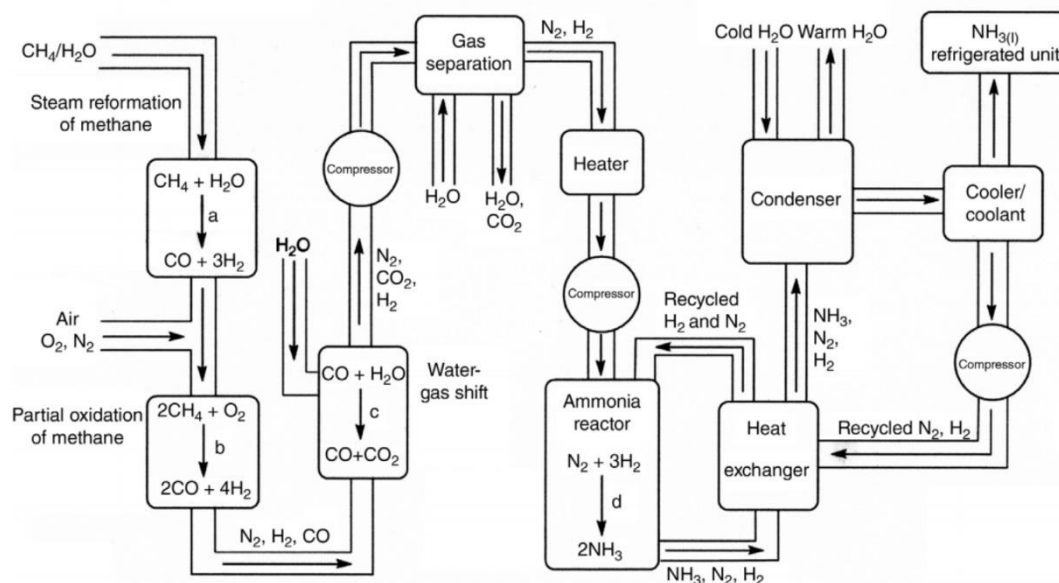 CH₄/H₂O
Steam reformation
of methane
CH₄ + H₂O
a
CO + 3H₂
Air
O₂, N₂
Partial oxidation
of methane
2CH₄ + O₂
b
2CO + 4H₂
N₂, H₂, CO
H₂O
CO + H₂O
c
CO+CO₂
Water-
gas shift
N₂,
CO₂,
H₂
Compressor
Gas
separation
H₂O
H₂O,
CO₂
N₂, H₂
Heater
Compressor
Ammonia
reactor
N₂ + 3H₂
d
2NH₃
NH₃, N₂, H₂
Recycled
H₂ and N₂
Heat
exchanger
NH₃,
N₂,
H₂
Cold H₂O Warm H₂O
Condenser
Cooler/
coolant
NH₃₍ₗ₎
refrigerated unit
Compressor
Recycled N₂, H₂